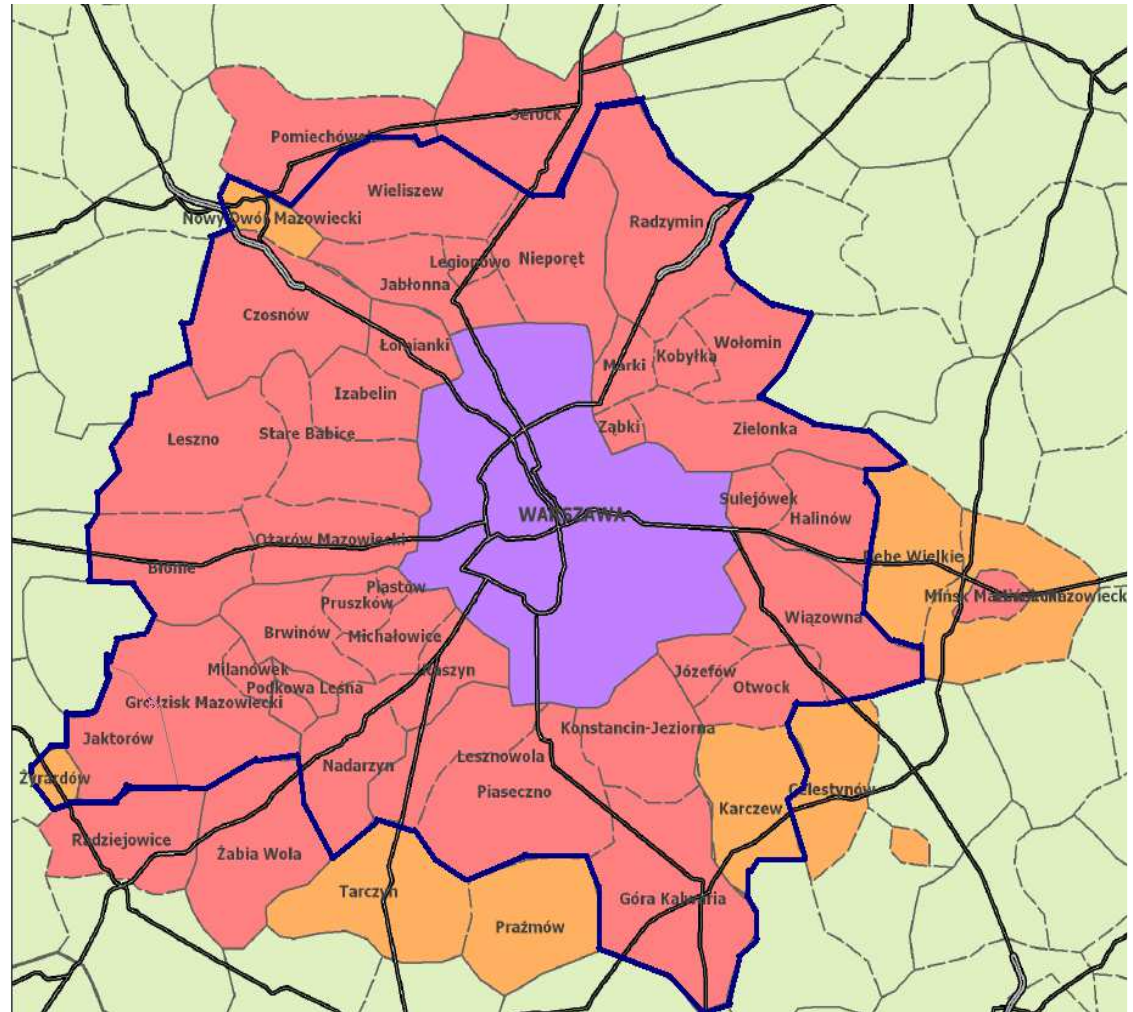 Serock
Pomiechówek
Wieliszew
Nowy Dwór Mazowiecki
Radzymin
Legionowo
Nieporęt
Jabłonna
Czosnów
Łomianki
Wołomin
Kobyłka
Marki
Izabelin
Ząbki
Zielonka
Stare Babice
Leszno
Sulejówek
WARSZAWA
Halinów
Ożarów Mazowiecki
Dębe Wielkie
Błonie
Piastów
Pruszków
Wiązowna
Brwinów
Michałowice
Milanówek
Raszyn
Józefów
Podkowa Leśna
Otwock
Grodzisk Mazowiecki
Konstancin-Jeziorna
Jaktorów
Lesznowola
Nadarzyn
Żyrardów
Piaseczno
Celestynów
Karczew
Radziejowice
Żabia Wola
Tarczyn
Góra Kalwaria
Prażmów